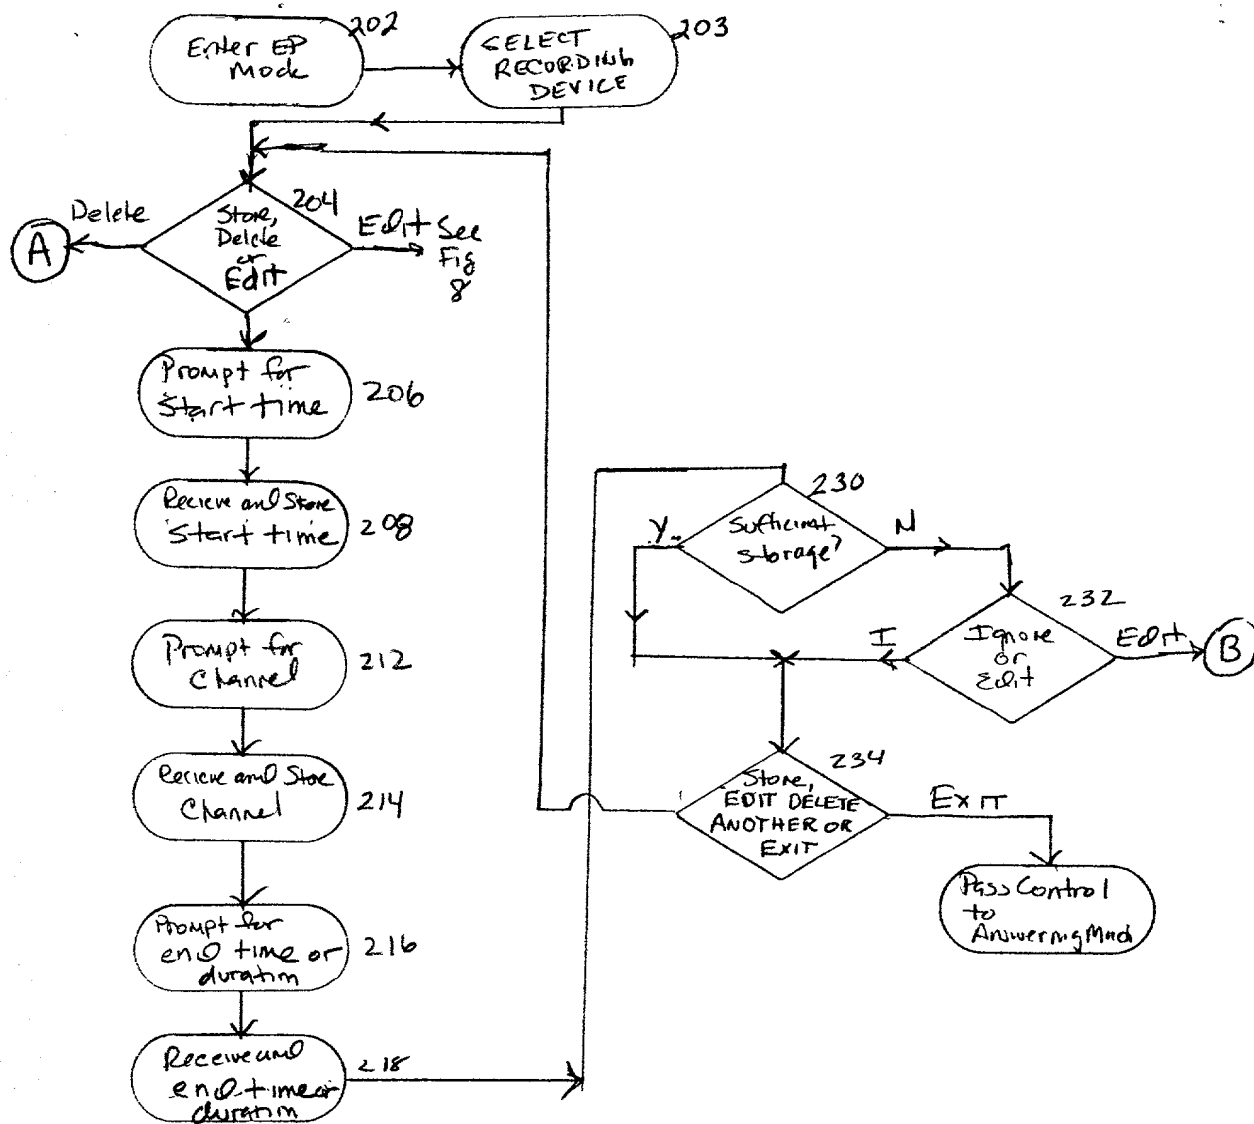 202
Enter EP
Mode
203
SELECT
RECORDING
DEVICE
204
Store,
Delete
or
Edit
Delete
A
Edit See
Fig
8
Prompt for
Start time
206
Recieve and Store
Start time
208
Prompt for
Channel
212
Recieve and Store
Channel
214
Prompt for
end time or
duration
216
Receive and
end time or
duration
218
230
Sufficient
storage?
Y
N
232
Ignore
or
Edit
I
Edit
B
234
Store,
EDIT DELETE
ANOTHER OR
EXIT
EXIT
Pass Control
to
Answering Mach